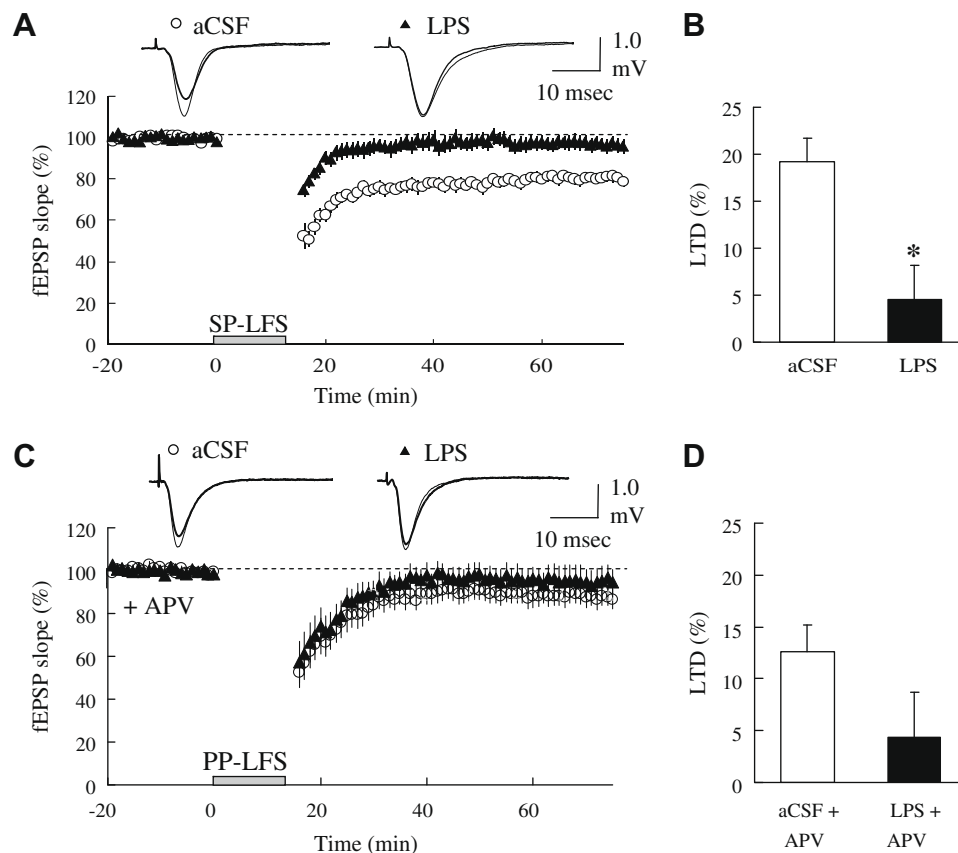 A
aCSF
LPS
1.0
mV
10 msec
120
100
80
60
40
20
0
fEPSP slope (%)
SP-LFS
-20
0
20
40
60
Time (min)
B
25
20
15
10
5
0
LTD (%)
*
aCSF
LPS
C
aCSF
LPS
1.0
mV
10 msec
120
100
80
60
40
20
0
fEPSP slope (%)
+ APV
PP-LFS
-20
0
20
40
60
Time (min)
D
25
20
15
10
5
0
LTD (%)
aCSF +
APV
LPS +
APV